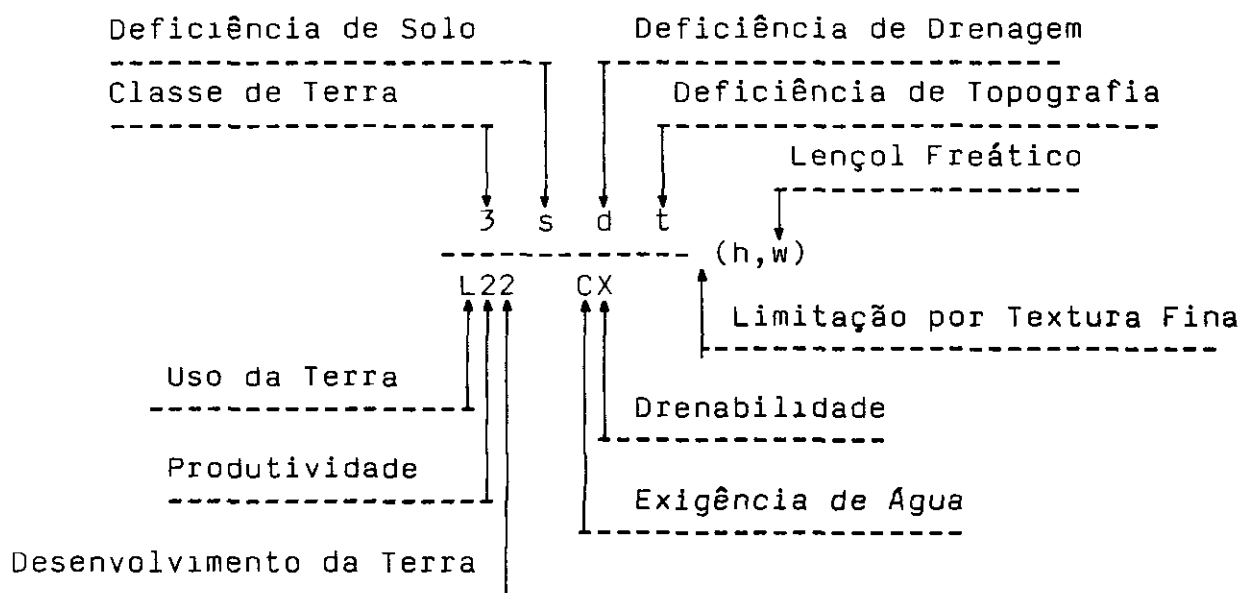 Deficiência de Solo Deficiência de Drenagem
Classe de Terra Deficiência de Topografia
Lençol Freático
3 s d t
(h,w)
L22 CX
Limitação por Textura Fina
Uso da Terra
Drenabilidade
Produtividade
Exigência de Água
Desenvolvimento da Terra